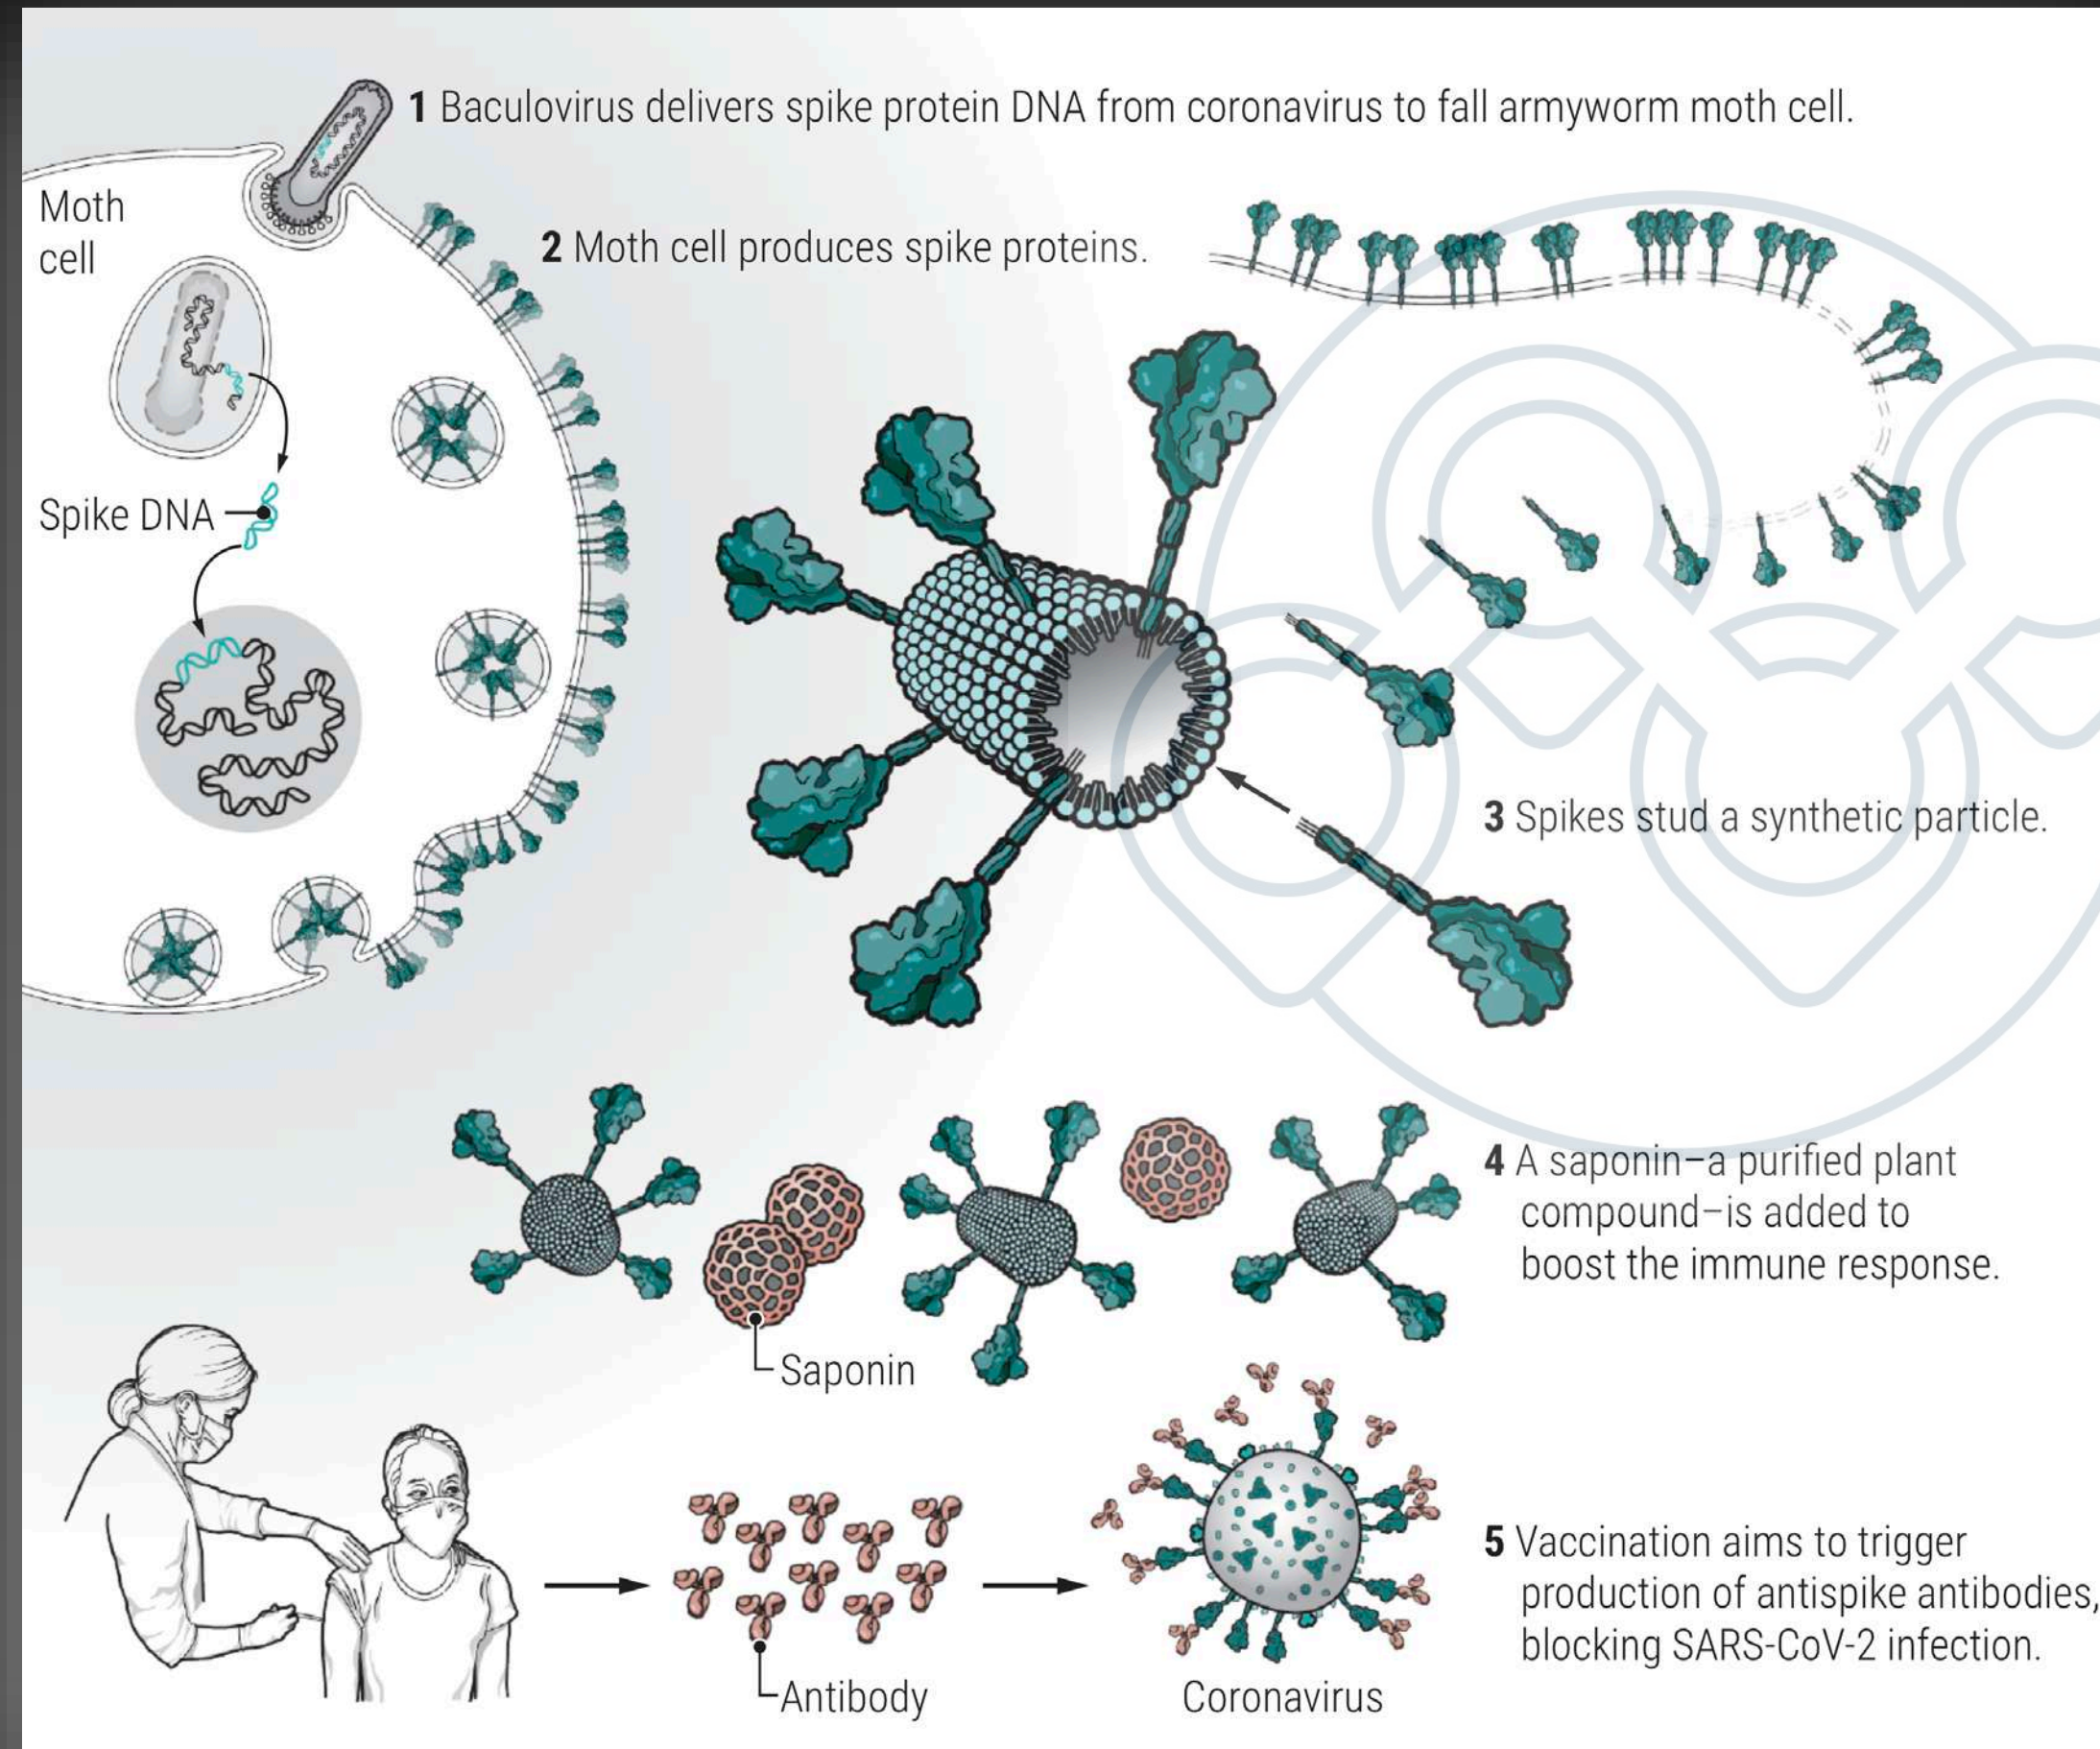 1 Baculovirus delivers spike protein DNA from coronavirus to fall armyworm moth cell.
Moth
cell
2 Moth cell produces spike proteins.
Spike DNA
3 Spikes stud a synthetic particle.
4 A saponin–a purified plant
compound–is added to
boost the immune response.
Saponin
5 Vaccination aims to trigger
production of antispike antibodies,
blocking SARS-CoV-2 infection.
Antibody
Coronavirus